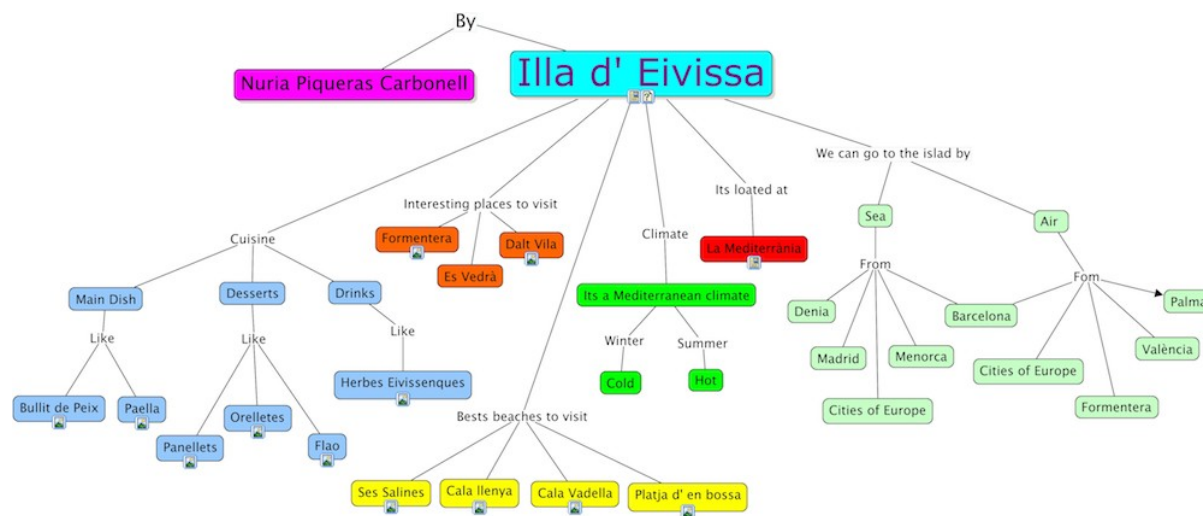 By
Illa d' Eivissa
Nuria Piqueras Carbonell
We can go to the islad by
Its loated at
Interesting places to visit
Sea
Air
Formentera
Dalt Vila
Cuisine
Climate
La Mediterrània
Es Vedrà
From
Fom
Main Dish
Desserts
Drinks
Its a Mediterranean climate
Palma
Denia
Barcelona
Like
Like
Like
Winter
Summer
Madrid
Menorca
València
Cities of Europe
Herbes Eivissenques
Cold
Hot
Bullit de Peix
Paella
Cities of Europe
Formentera
Orelletes
Bests beaches to visit
Panellets
Flao
Ses Salines
Cala llenya
Cala Vadella
Platja d' en bossa